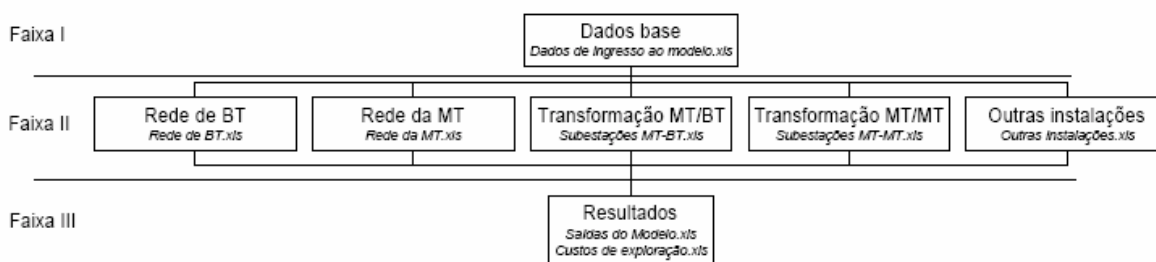 Faixa I
Dados base
Dados de Ingresso ao modelo.xls
Faixa II
Rede de BT
Rede de BT.xls
Rede da MT
Rede da MT.xls
Transformação MT/BT
Subestações MT-BT.xls
Transformação MT/MT
Subestações MT-MT.xls
Outras instalações
Outras instalações.xls
Faixa III
Resultados
Saídas do Modelo.xls
Custos de exploração.xls